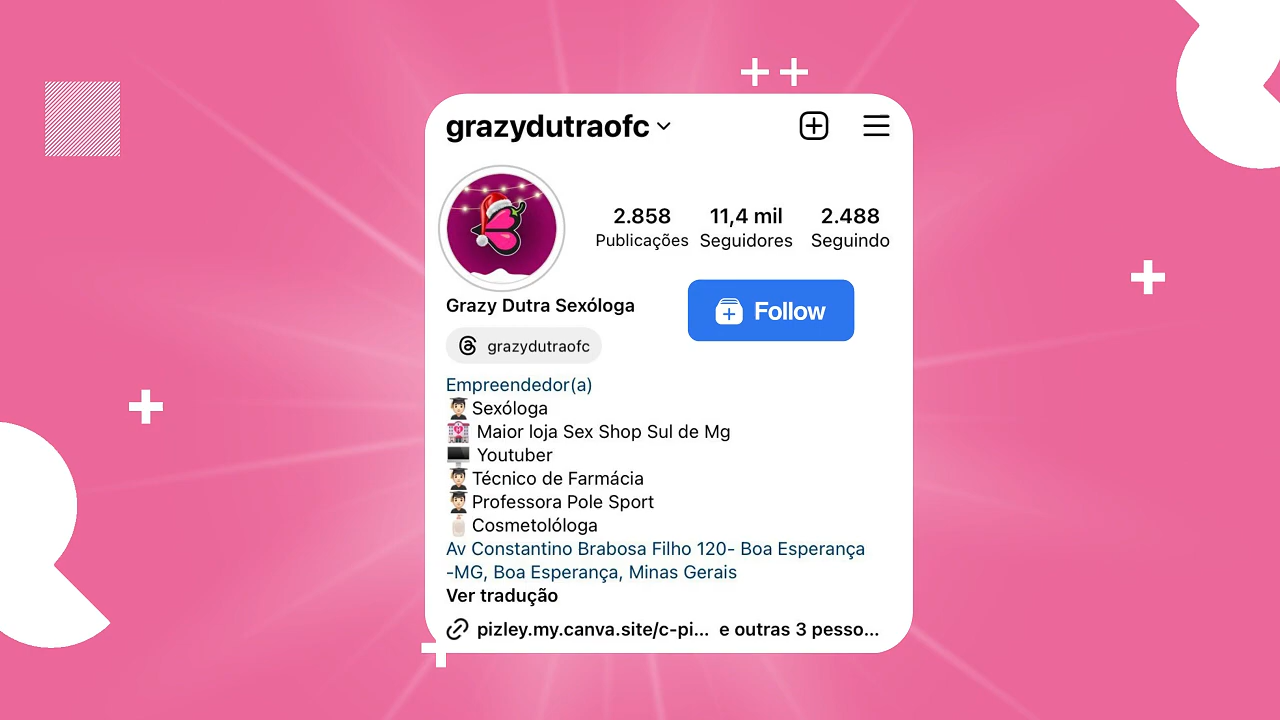 grazydutraofc
2.858 11,4 mil 2.488
Publicações Seguidores Seguindo
Grazy Dutra Sexóloga
Follow
grazydutraofc
Empreendedor(a)
Sexóloga
Maior loja Sex Shop Sul de Mg
Youtuber
Técnico de Farmácia
Professora Pole Sport
Cosmetolóloga
Av Constantino Brabosa Filho 120- Boa Esperança
-MG, Boa Esperança, Minas Gerais
Ver tradução
pizley.my.canva.site/c-pi... e outras 3 pesso...